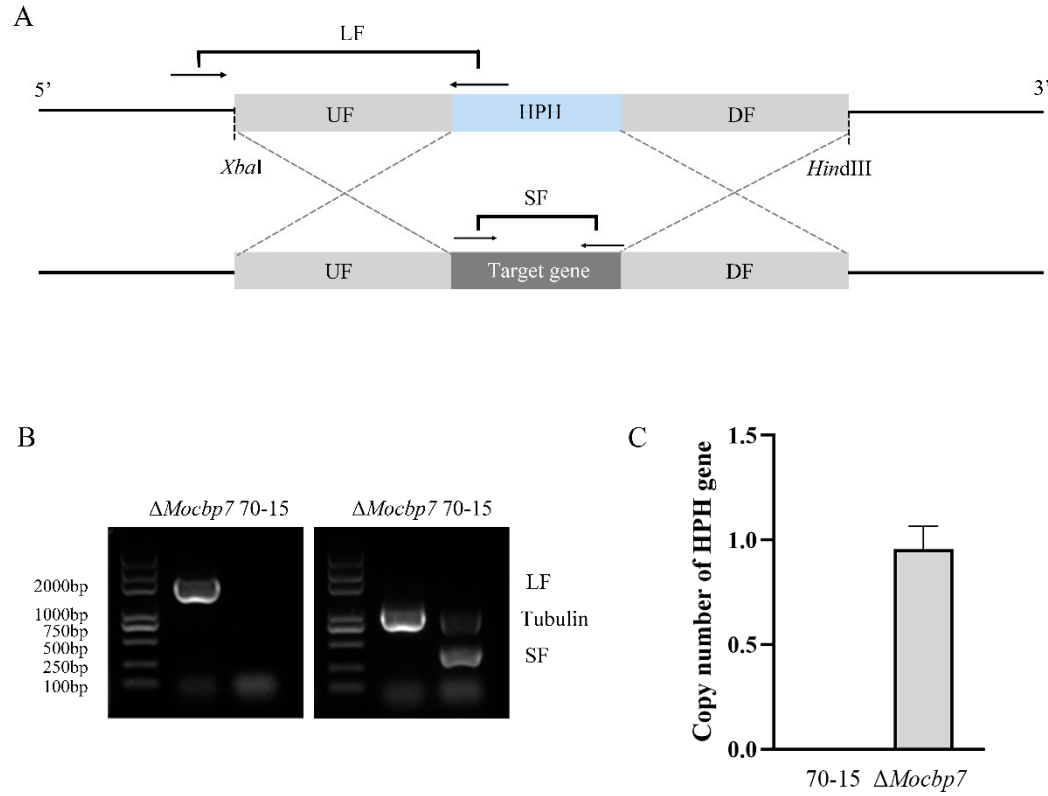 A
LF
5’
3’
UF
HPH
DF
XbaI
HindIII
SF
UF
Target gene
DF
B
ΔMocbp7 70-15
ΔMocbp7 70-15
2000bp
1000bp
750bp
500bp
250bp
100bp
LF
Tubulin
SF
C
Copy number of HPH gene
1.5
1.0
0.5
0.0
70-15 ΔMocbp7